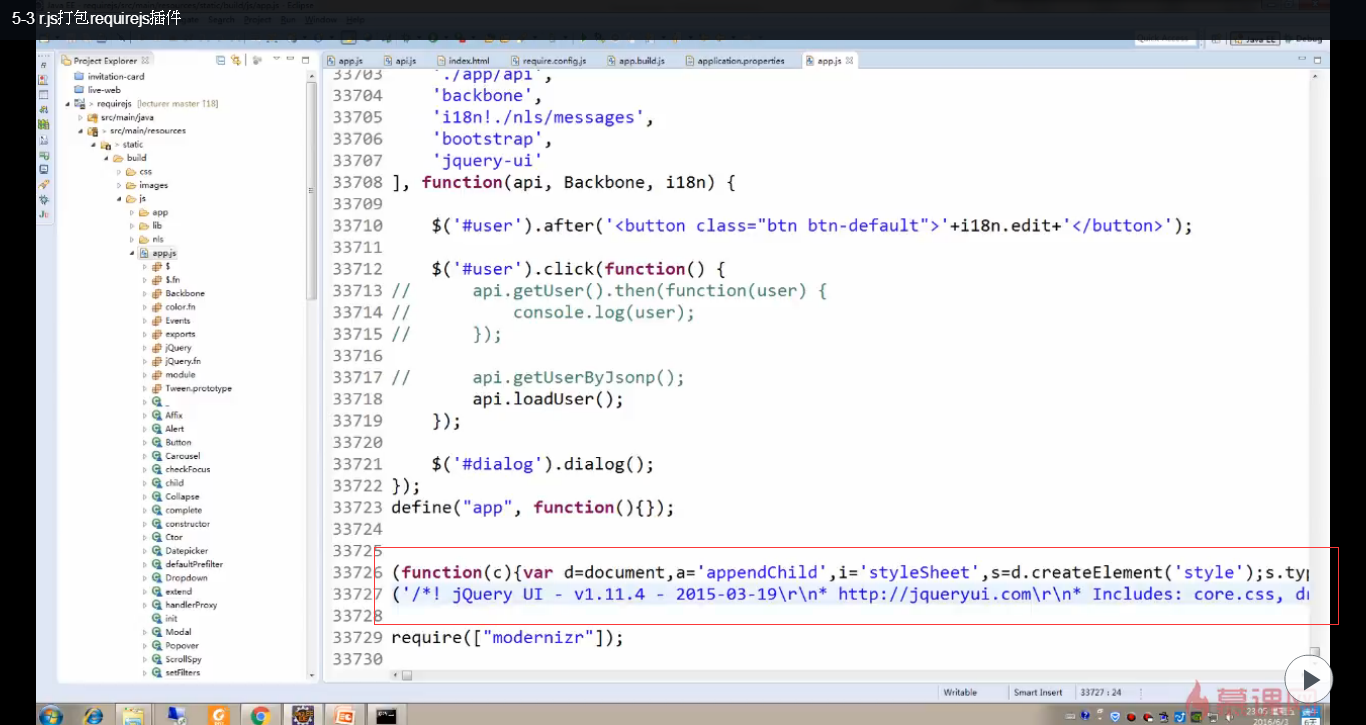 5-3 r.js打包requirejs插件
Project Explorer
invitation-card
live-web
requirejs [lecturer master ↑18]
src/main/java
src/main/resources
static
build
css
images
js
app
lib
nls
app.js
$
$.fn
Backbone
color.fn
Events
exports
jQuery
jQuery.fn
module
Tween.prototype
_
Affix
Alert
Button
Carousel
checkFocus
child
Collapse
complete
constructor
Ctor
Datepicker
defaultPrefilter
Dropdown
extend
handlerProxy
init
Modal
Popover
ScrollSpy
setFilters
app.js api.js index.html require.config.js app.build.js application.properties app.js
33703 './app/api',
33704 'backbone',
33705 'i18n!./nls/messages',
33706 'bootstrap',
33707 'jquery-ui'
33708 ], function(api, Backbone, i18n) {
33709
33710 $('#user').after('<button class="btn btn-default">'+i18n.edit+'</button>');
33711
33712 $('#user').click(function() {
33713 // api.getUser().then(function(user) {
33714 // console.log(user);
33715 // });
33716
33717 // api.getUserByJsonp();
33718 api.loadUser();
33719 });
33720
33721 $('#dialog').dialog();
33722 });
33723 define("app", function(){});
33724
33725
33726 (function(c){var d=document,a='appendChild',i='styleSheet',s=d.createElement('style');s.typ
33727 ('/*! jQuery UI - v1.11.4 - 2015-03-19\r\n* http://jqueryui.com\r\n* Includes: core.css, dr
33728
33729 require(["modernizr"]);
33730
Writable Smart Insert 33727 : 24
慕课网